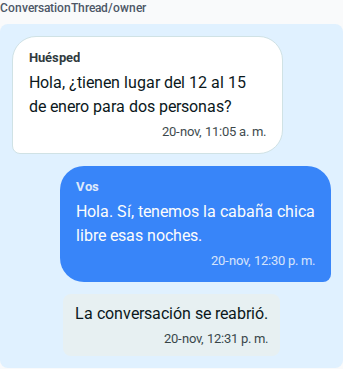 ConversationThread/owner
Huésped
Hola, ¿tienen lugar del 12 al 15
de enero para dos personas?
20-nov, 11:05 a. m.
Vos
Hola. Sí, tenemos la cabaña chica
libre esas noches.
20-nov, 12:30 p. m.
La conversación se reabrió.
20-nov, 12:31 p. m.